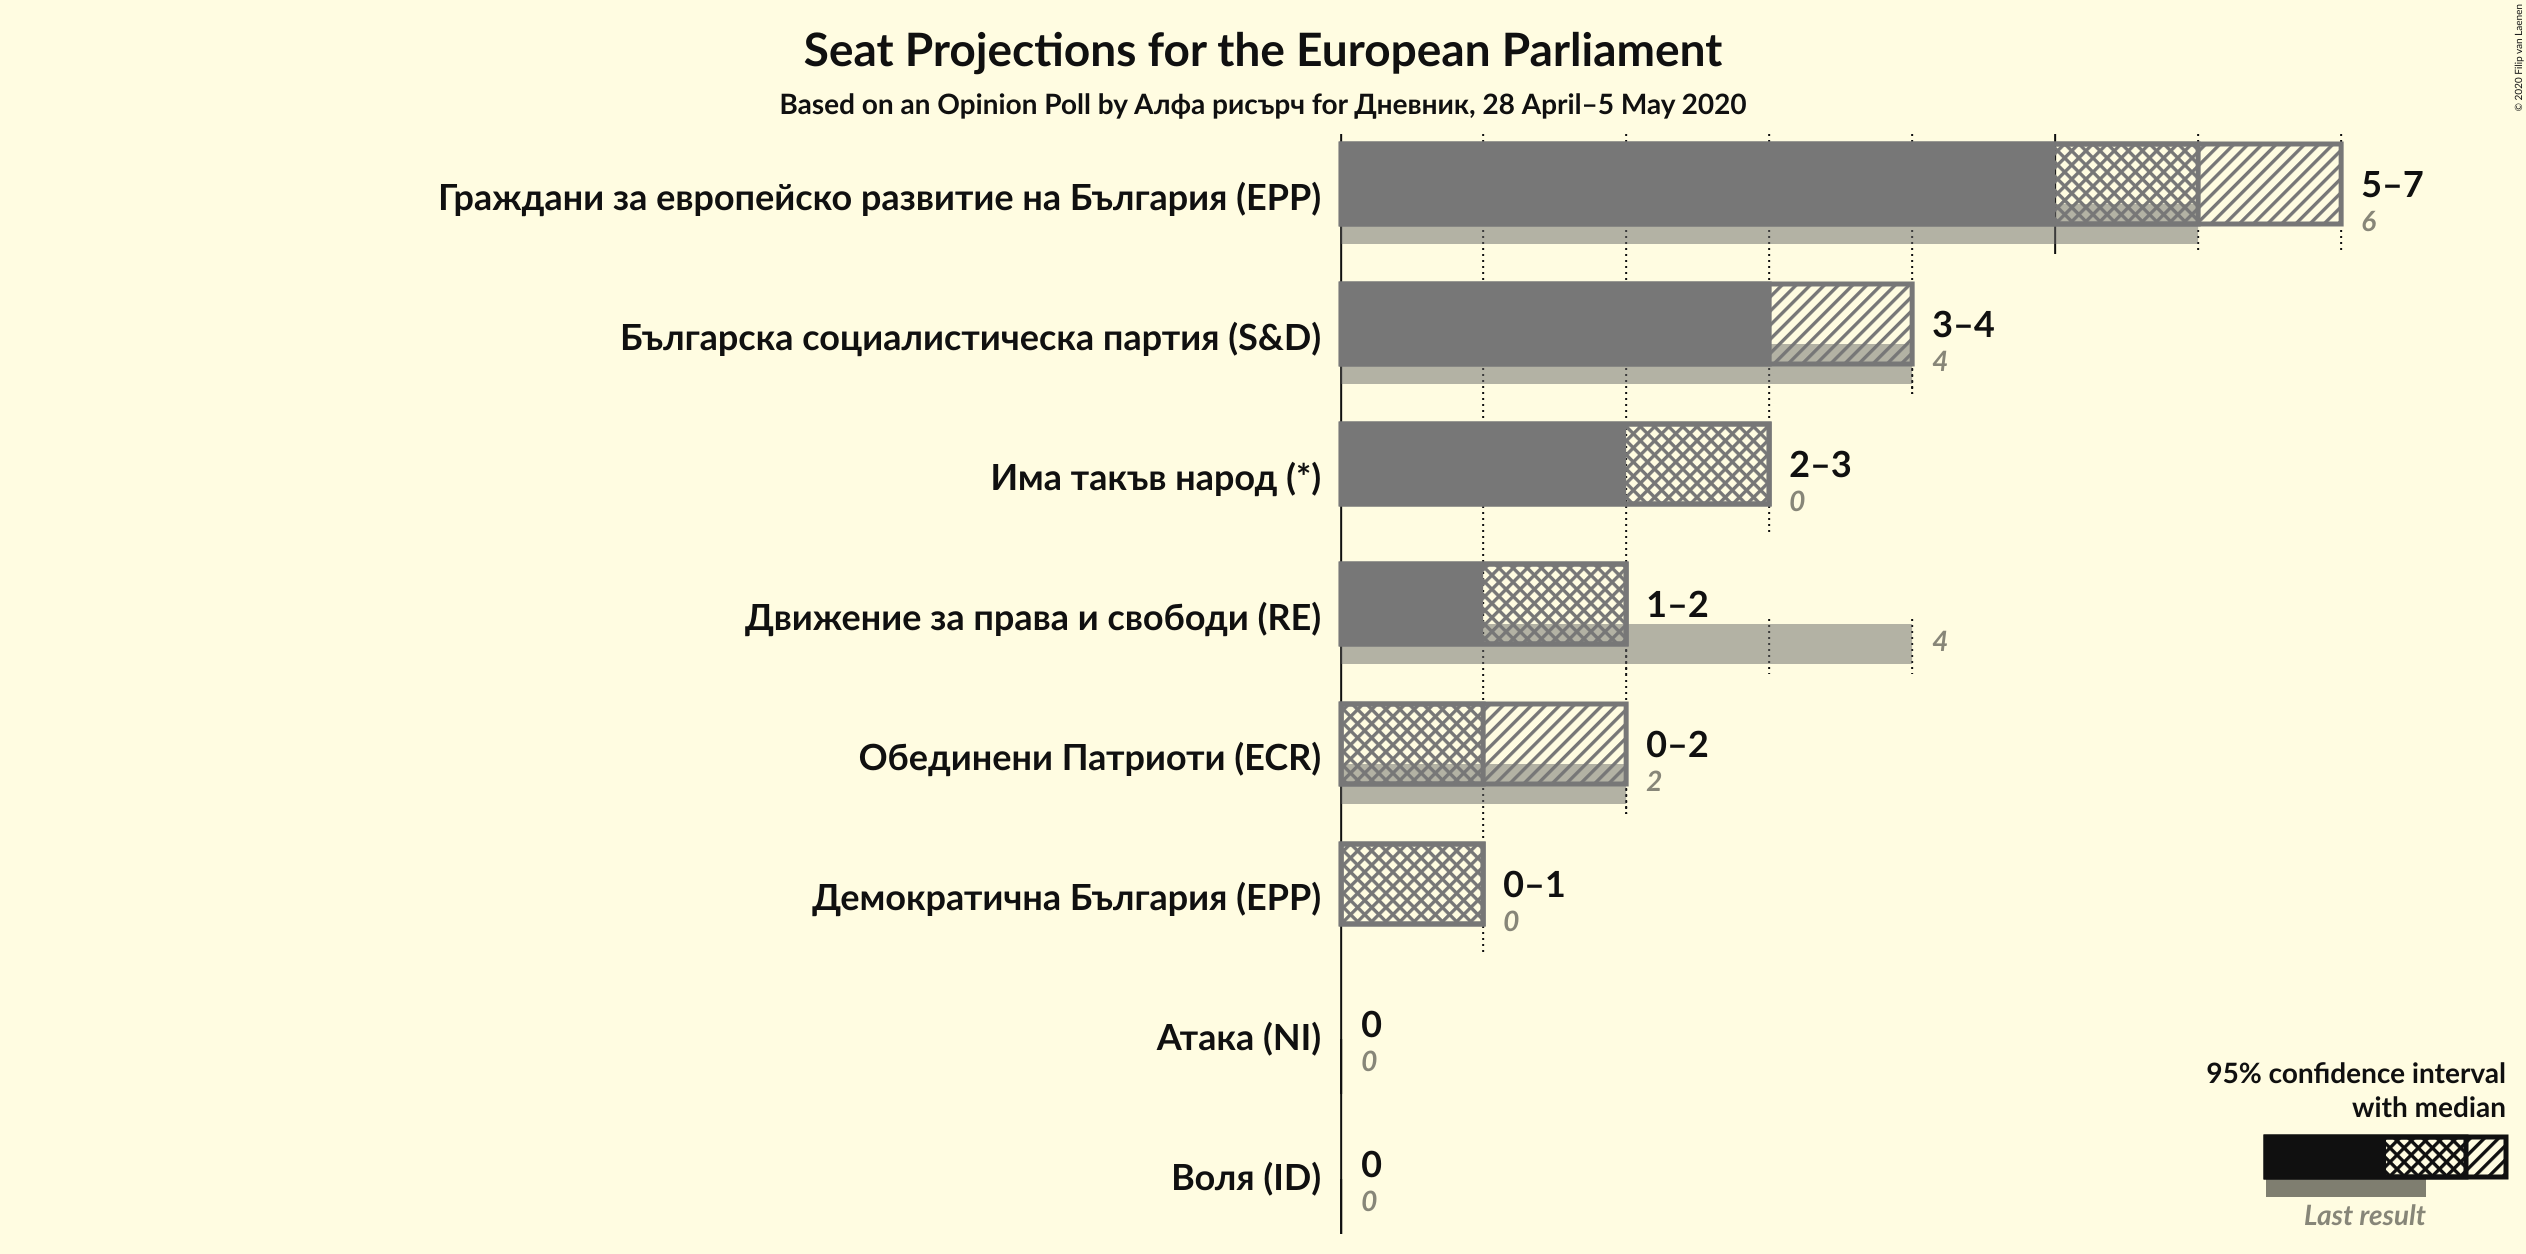 Seat Projections for the European Parliament
Based on an Opinion Poll by Алфа рисърч for Дневник, 28 April–5 May 2020
© 2020 Filip van Laenen
Граждани за европейско развитие на България (EPP)
5–7
6
Българска социалистическа партия (S&D)
3–4
4
Има такъв народ (*)
2–3
0
Движение за права и свободи (RE)
1–2
4
Обединени Патриоти (ECR)
0–2
2
Демократична България (EPP)
0–1
0
Атака (NI)
0
0
Воля (ID)
0
0
95% confidence interval
with median
Last result